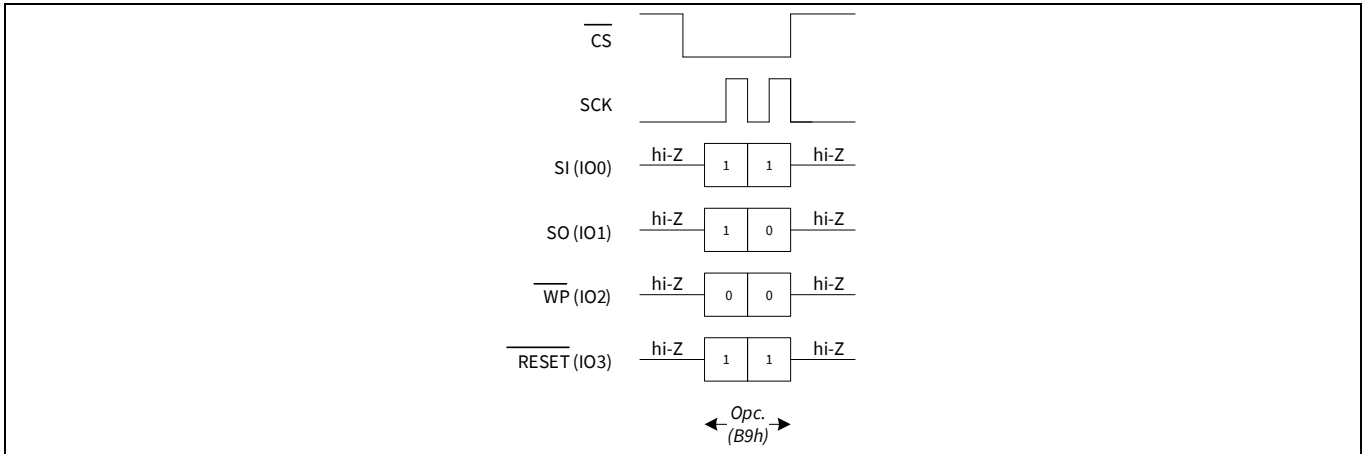 CS
SCK
hi-Z 1 1 hi-Z
SI (IO0)
hi-Z 1 0 hi-Z
SO (IO1)
hi-Z 0 0 hi-Z
WP (IO2)
hi-Z 1 1 hi-Z
RESET (IO3)
Opc.
(B9h)